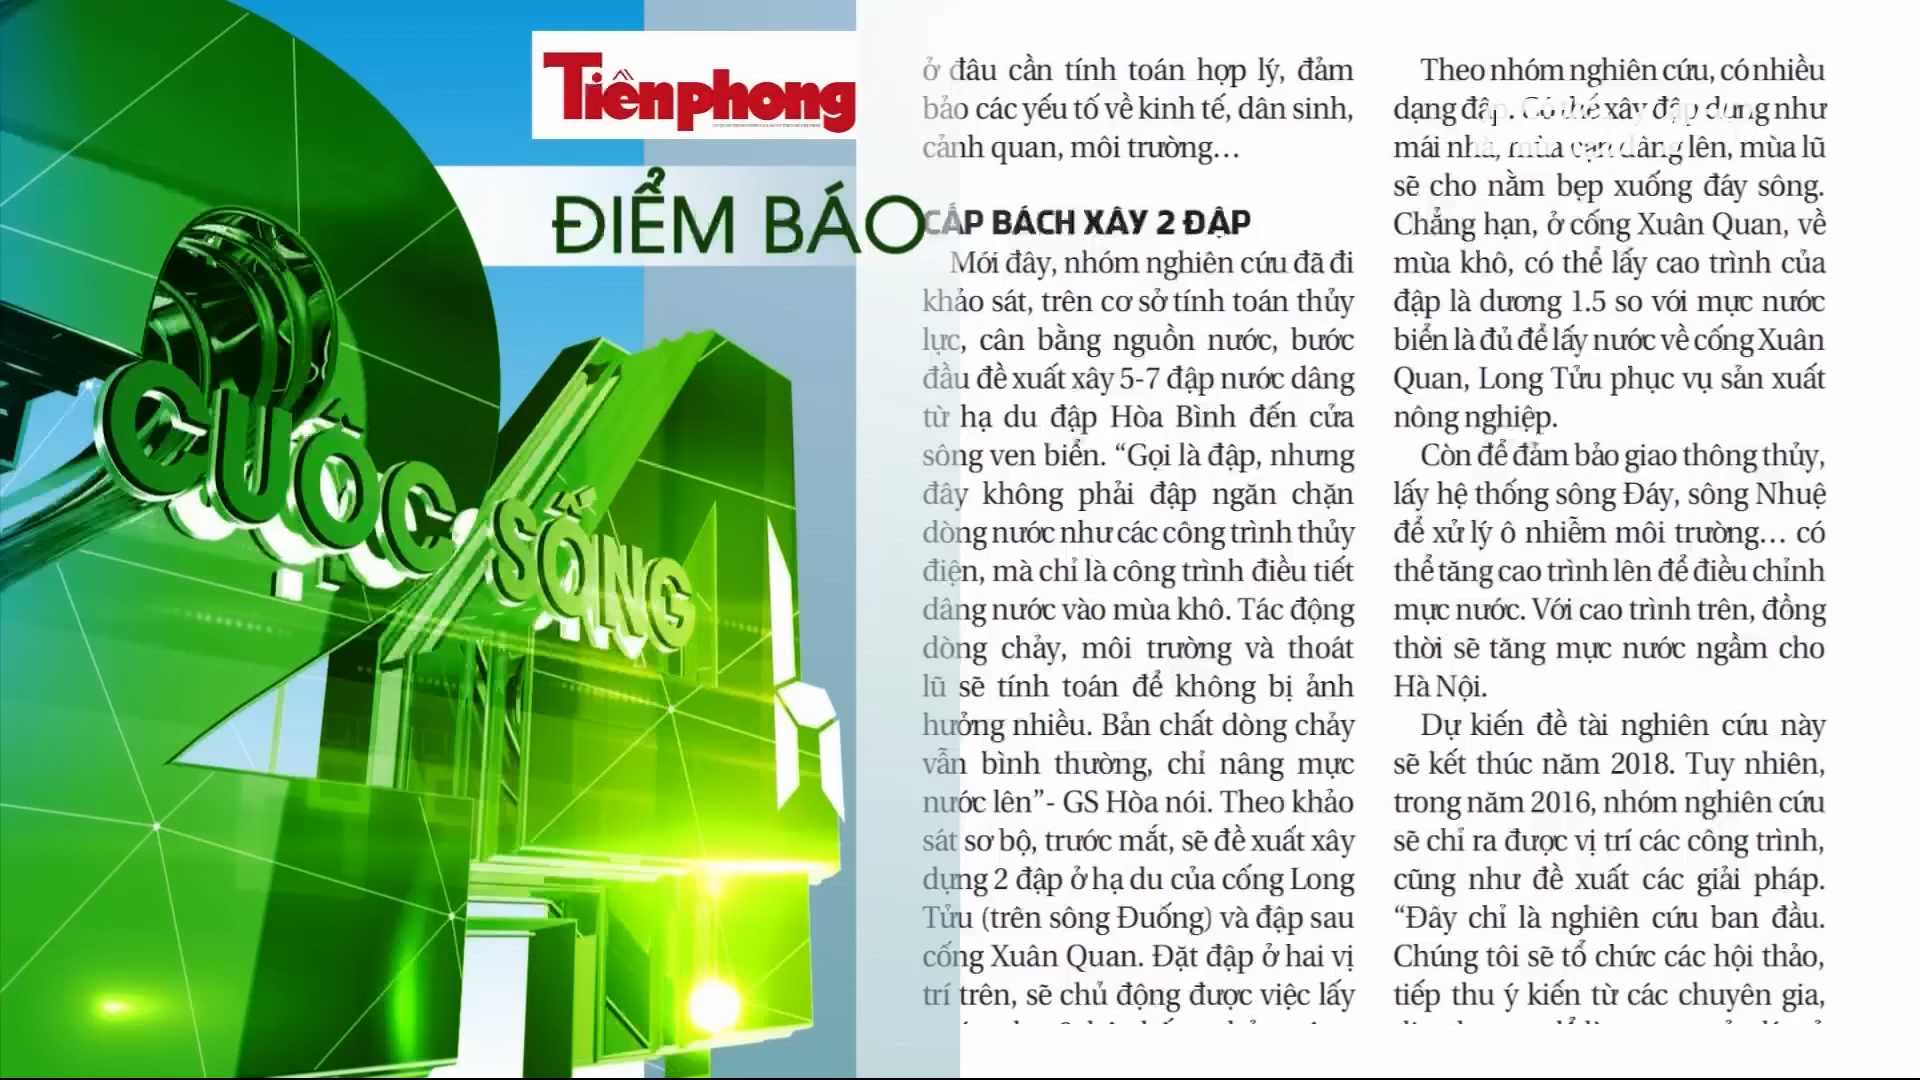 Tiênphong
ĐIỂM BÁO
CUỘC SỐNG
ở đâu cần tính toán hợp lý, đảm
bảo các yếu tố về kinh tế, dân sinh,
cảnh quan, môi trường...
CẤP BÁCH XÂY 2 ĐẬP
Mới đây, nhóm nghiên cứu đã đi
khảo sát, trên cơ sở tính toán thủy
lực, cân bằng nguồn nước, bước
đầu đề xuất xây 5-7 đập nước dâng
từ hạ du đập Hòa Bình đến cửa
sông ven biển. “Gọi là đập, nhưng
đây không phải đập ngăn chặn
dòng nước như các công trình thủy
điện, mà chỉ là công trình điều tiết
dâng nước vào mùa khô. Tác động
dòng chảy, môi trường và thoát
lũ sẽ tính toán để không bị ảnh
hưởng nhiều. Bản chất dòng chảy
vẫn bình thường, chỉ nâng mực
nước lên”- GS Hòa nói. Theo khảo
sát sơ bộ, trước mắt, sẽ đề xuất xây
dựng 2 đập ở hạ du của cống Long
Tửu (trên sông Đuống) và đập sau
cống Xuân Quan. Đặt đập ở hai vị
trí trên, sẽ chủ động được việc lấy
Theo nhóm nghiên cứu, có nhiều
dạng đập. Có thể xây đập dựng như
mái nhà, mùa cạn dâng lên, mùa lũ
sẽ cho nằm bẹp xuống đáy sông.
Chẳng hạn, ở cống Xuân Quan, về
mùa khô, có thể lấy cao trình của
đập là dương 1.5 so với mực nước
biển là đủ để lấy nước về cống Xuân
Quan, Long Tửu phục vụ sản xuất
nông nghiệp.
Còn để đảm bảo giao thông thủy,
lấy hệ thống sông Đáy, sông Nhuệ
để xử lý ô nhiễm môi trường... có
thể tăng cao trình lên để điều chỉnh
mực nước. Với cao trình trên, đồng
thời sẽ tăng mực nước ngầm cho
Hà Nội.
Dự kiến đề tài nghiên cứu này
sẽ kết thúc năm 2018. Tuy nhiên,
trong năm 2016, nhóm nghiên cứu
sẽ chỉ ra được vị trí các công trình,
cũng như đề xuất các giải pháp.
“Đây chỉ là nghiên cứu ban đầu.
Chúng tôi sẽ tổ chức các hội thảo,
tiếp thu ý kiến từ các chuyên gia,